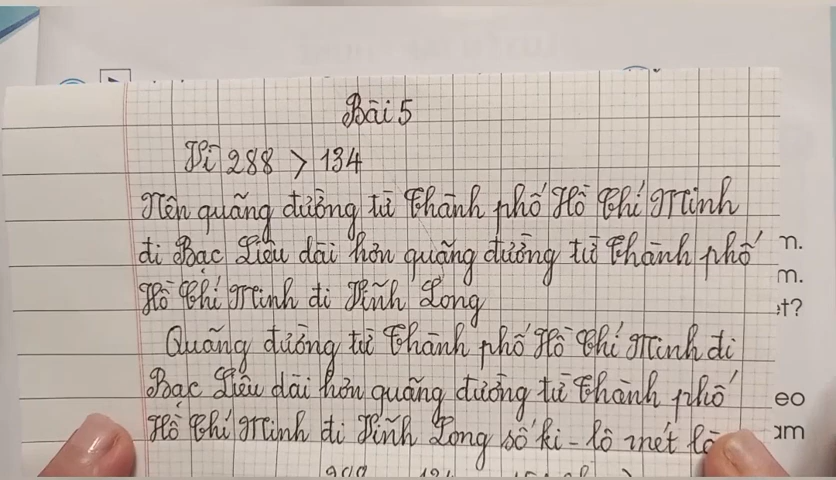 Bài 5
Vì 288 > 134
Nên quãng đường từ Thành phố Hồ Chí Minh
đi Bạc Liêu dài hơn quãng đường từ Thành phố
Hồ Chí Minh đi Vĩnh Long
Quãng đường từ Thành phố Hồ Chí Minh đi
Bạc Liêu dài hơn quãng đường từ Thành phố
Hồ Chí Minh đi Vĩnh Long số ki-lô mét là
n.
m.
t?
eo
am